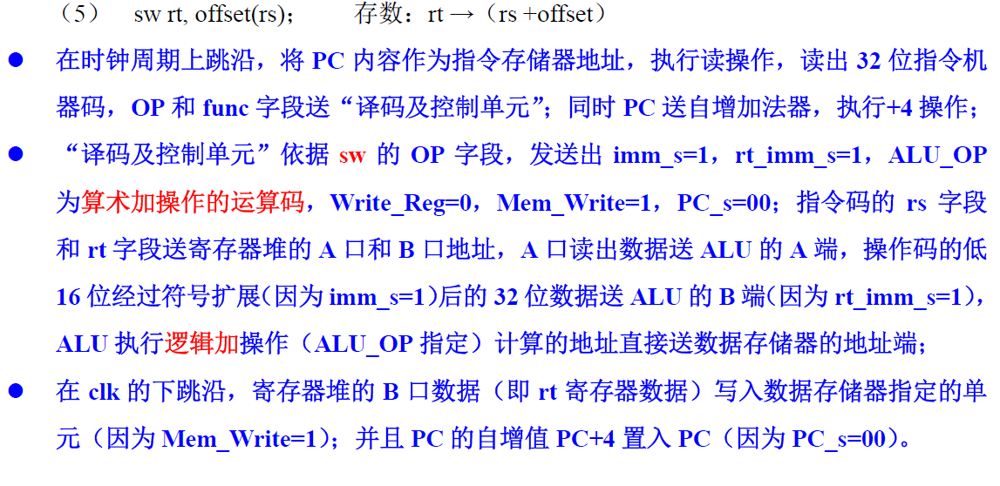 （5） sw rt, offset(rs)； 存数：rt →（rs +offset）
● 在时钟周期上跳沿，将 PC 内容作为指令存储器地址，执行读操作，读出 32 位指令机
器码，OP 和 func 字段送“译码及控制单元”；同时 PC 送自增加法器，执行+4 操作；
● “译码及控制单元”依据 sw 的 OP 字段，发送出 imm_s=1，rt_imm_s=1，ALU_OP
为算术加操作的运算码，Write_Reg=0，Mem_Write=1，PC_s=00；指令码的 rs 字段
和 rt 字段送寄存器堆的 A 口和 B 口地址，A 口读出数据送 ALU 的 A 端，操作码的低
16 位经过符号扩展（因为 imm_s=1）后的 32 位数据送 ALU 的 B 端（因为 rt_imm_s=1），
ALU 执行逻辑加操作（ALU_OP 指定）计算的地址直接送数据存储器的地址端；
● 在 clk 的下跳沿，寄存器堆的 B 口数据（即 rt 寄存器数据）写入数据存储器指定的单
元（因为 Mem_Write=1）；并且 PC 的自增值 PC+4 置入 PC（因为 PC_s=00）。